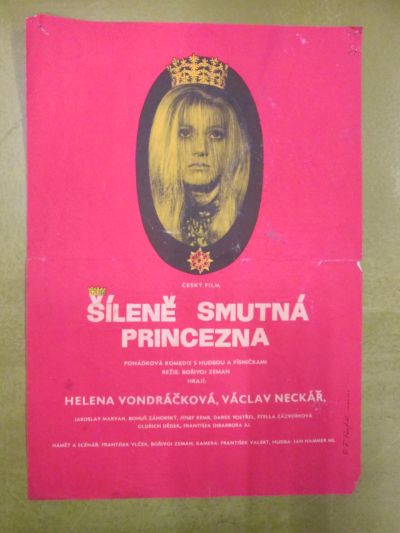 ČESKÝ FILM
ŠÍLENĚ SMUTNÁ
PRINCEZNA
POHÁDKOVÁ KOMEDIE S HUDBOU A PÍSNIČKAMI
REŽIE: BOŘIVOJ ZEMAN
HRAJÍ:
HELENA VONDRÁČKOVÁ, VÁCLAV NECKÁŘ,
JAROSLAV MARVAN, BOHUŠ ZÁHORSKÝ, JOSEF KEMR, DAREK VOSTŘEL, STELLA ZÁZVORKOVÁ
OLDŘICH DĚDEK, FRANTIŠEK DIBARBORA AJ.
NÁMĚT A SCÉNÁŘ: FRANTIŠEK VLČEK, BOŘIVOJ ZEMAN. KAMERA: FRANTIŠEK VALERT, HUDBA: JAN HAMMER ML.